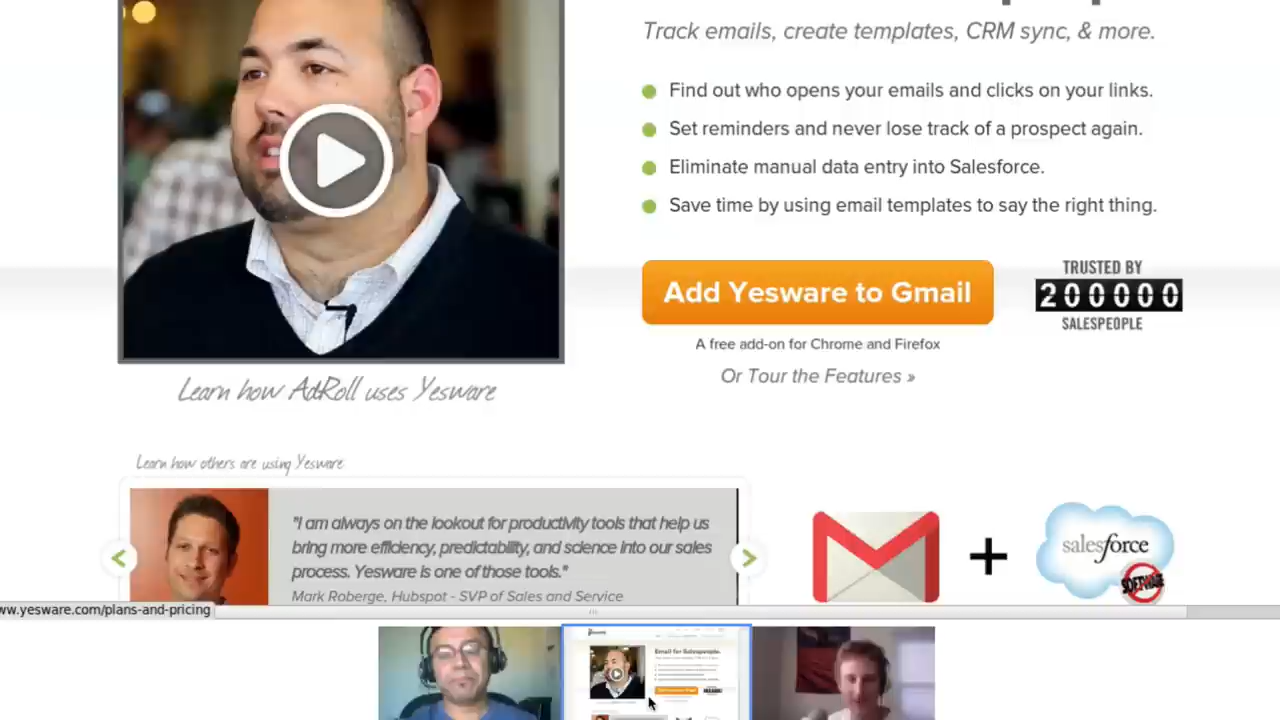 Track emails, create templates, CRM sync, & more.
Find out who opens your emails and clicks on your links.
Set reminders and never lose track of a prospect again.
Eliminate manual data entry into Salesforce.
Save time by using email templates to say the right thing.
Add Yesware to Gmail
TRUSTED BY
200000
SALESPEOPLE
A free add-on for Chrome and Firefox
Or Tour the Features »
Learn how AdRoll uses Yesware
Learn how others are using Yesware
"I am always on the lookout for productivity tools that help us
bring more efficiency, predictability, and science into our sales
process. Yesware is one of those tools."
Mark Roberge, Hubspot - SVP of Sales and Service
+
salesforce
SOFTWARE
ww.yesware.com/plans-and-pricing
Email for Salespeople.